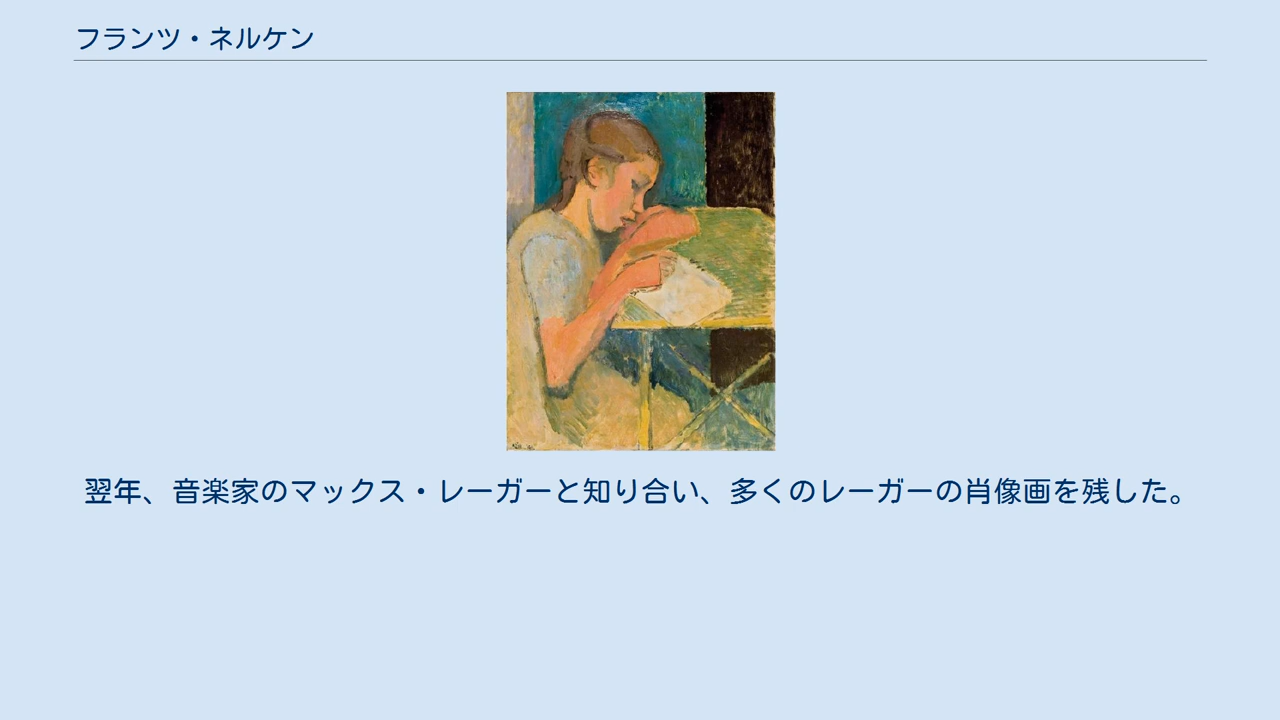 フランツ・ネルケン
翌年、音楽家のマックス・レーガーと知り合い、多くのレーガーの肖像画を残した。